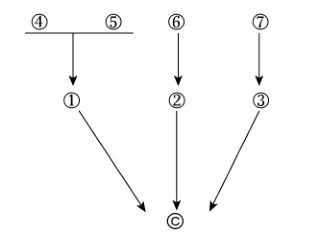 ④ ⑤ ⑥ ⑦
① ② ③
Ⓒ